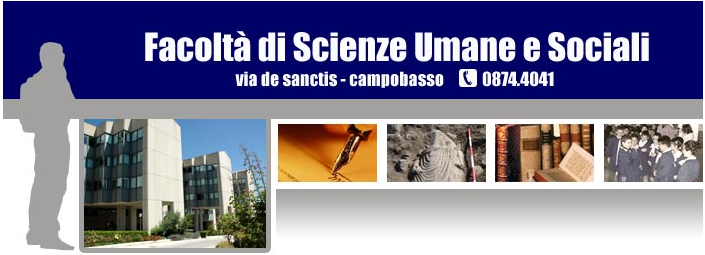 Facoltà di Scienze Umane e Sociali
via de sanctis - campobasso 0874.4041